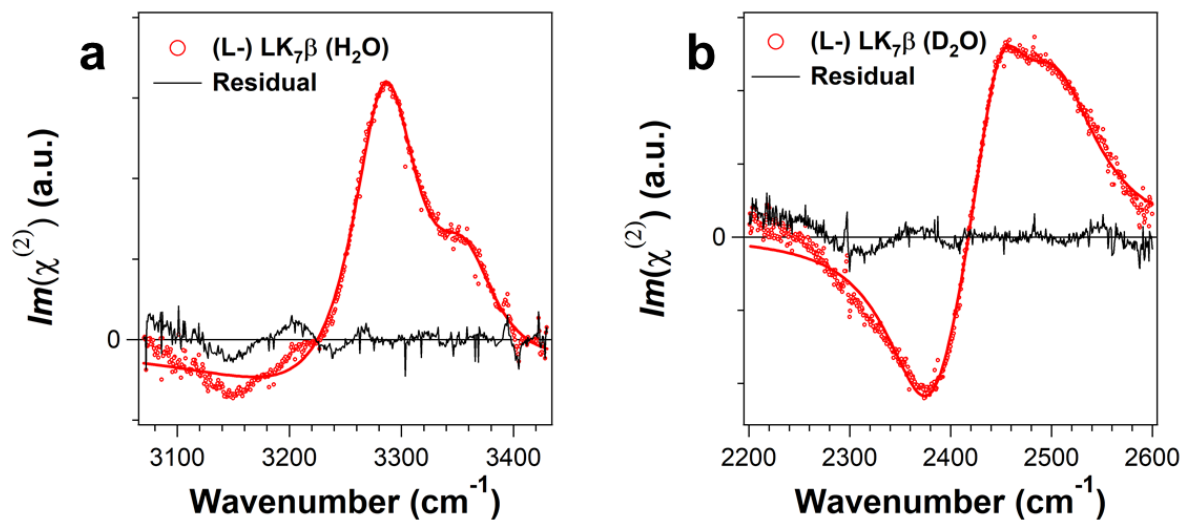 a
(L-) LK₇β (H₂O)
Residual
Im(χ⁽²⁾) (a.u.)
0
3100 3200 3300 3400
Wavenumber (cm⁻¹)
b
(L-) LK₇β (D₂O)
Residual
Im(χ⁽²⁾) (a.u.)
0
2200 2300 2400 2500 2600
Wavenumber (cm⁻¹)